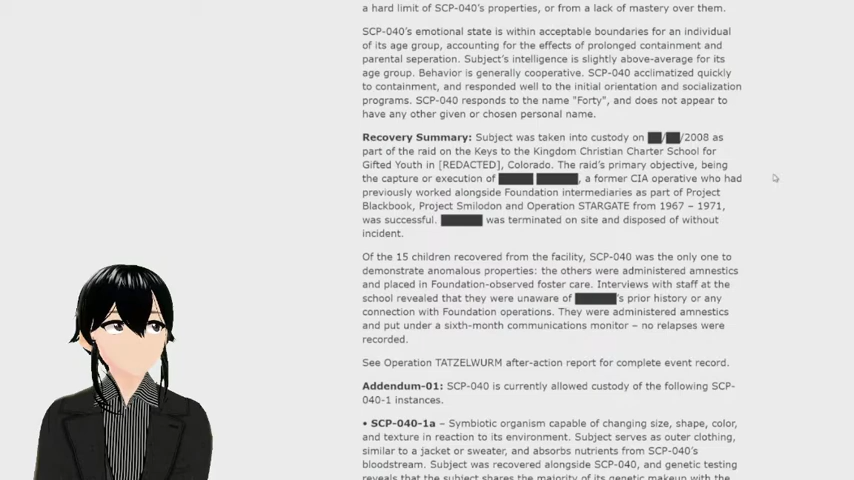 a hard limit of SCP-040's properties, or from a lack of mastery over them.
SCP-040's emotional state is within acceptable boundaries for an individual
of its age group, accounting for the effects of prolonged containment and
parental seperation. Subject's intelligence is slightly above-average for its
age group. Behavior is generally cooperative. SCP-040 acclimatized quickly
to containment, and responded well to the initial orientation and socialization
programs. SCP-040 responds to the name "Forty", and does not appear to
have any other given or chosen personal name.
Recovery Summary: Subject was taken into custody on ██/██/2008 as
part of the raid on the Keys to the Kingdom Christian Charter School for
Gifted Youth in [REDACTED], Colorado. The raid's primary objective, being
the capture or execution of █████ ██████, a former CIA operative who had
previously worked alongside Foundation intermediaries as part of Project
Blackbook, Project Smilodon and Operation STARGATE from 1967 – 1971,
was successful. ██████ was terminated on site and disposed of without
incident.
Of the 15 children recovered from the facility, SCP-040 was the only one to
demonstrate anomalous properties: the others were administered amnestics
and placed in Foundation-observed foster care. Interviews with staff at the
school revealed that they were unaware of ██████'s prior history or any
connection with Foundation operations. They were administered amnestics
and put under a sixth-month communications monitor – no relapses were
recorded.
See Operation TATZELWURM after-action report for complete event record.
Addendum-01: SCP-040 is currently allowed custody of the following SCP-
040-1 instances.
• SCP-040-1a – Symbiotic organism capable of changing size, shape, color,
and texture in reaction to its environment. Subject serves as outer clothing,
similar to a jacket or sweater, and absorbs nutrients from SCP-040's
bloodstream. Subject was recovered alongside SCP-040, and genetic testing
reveals that the subject shares the majority of its genetic makeup with the